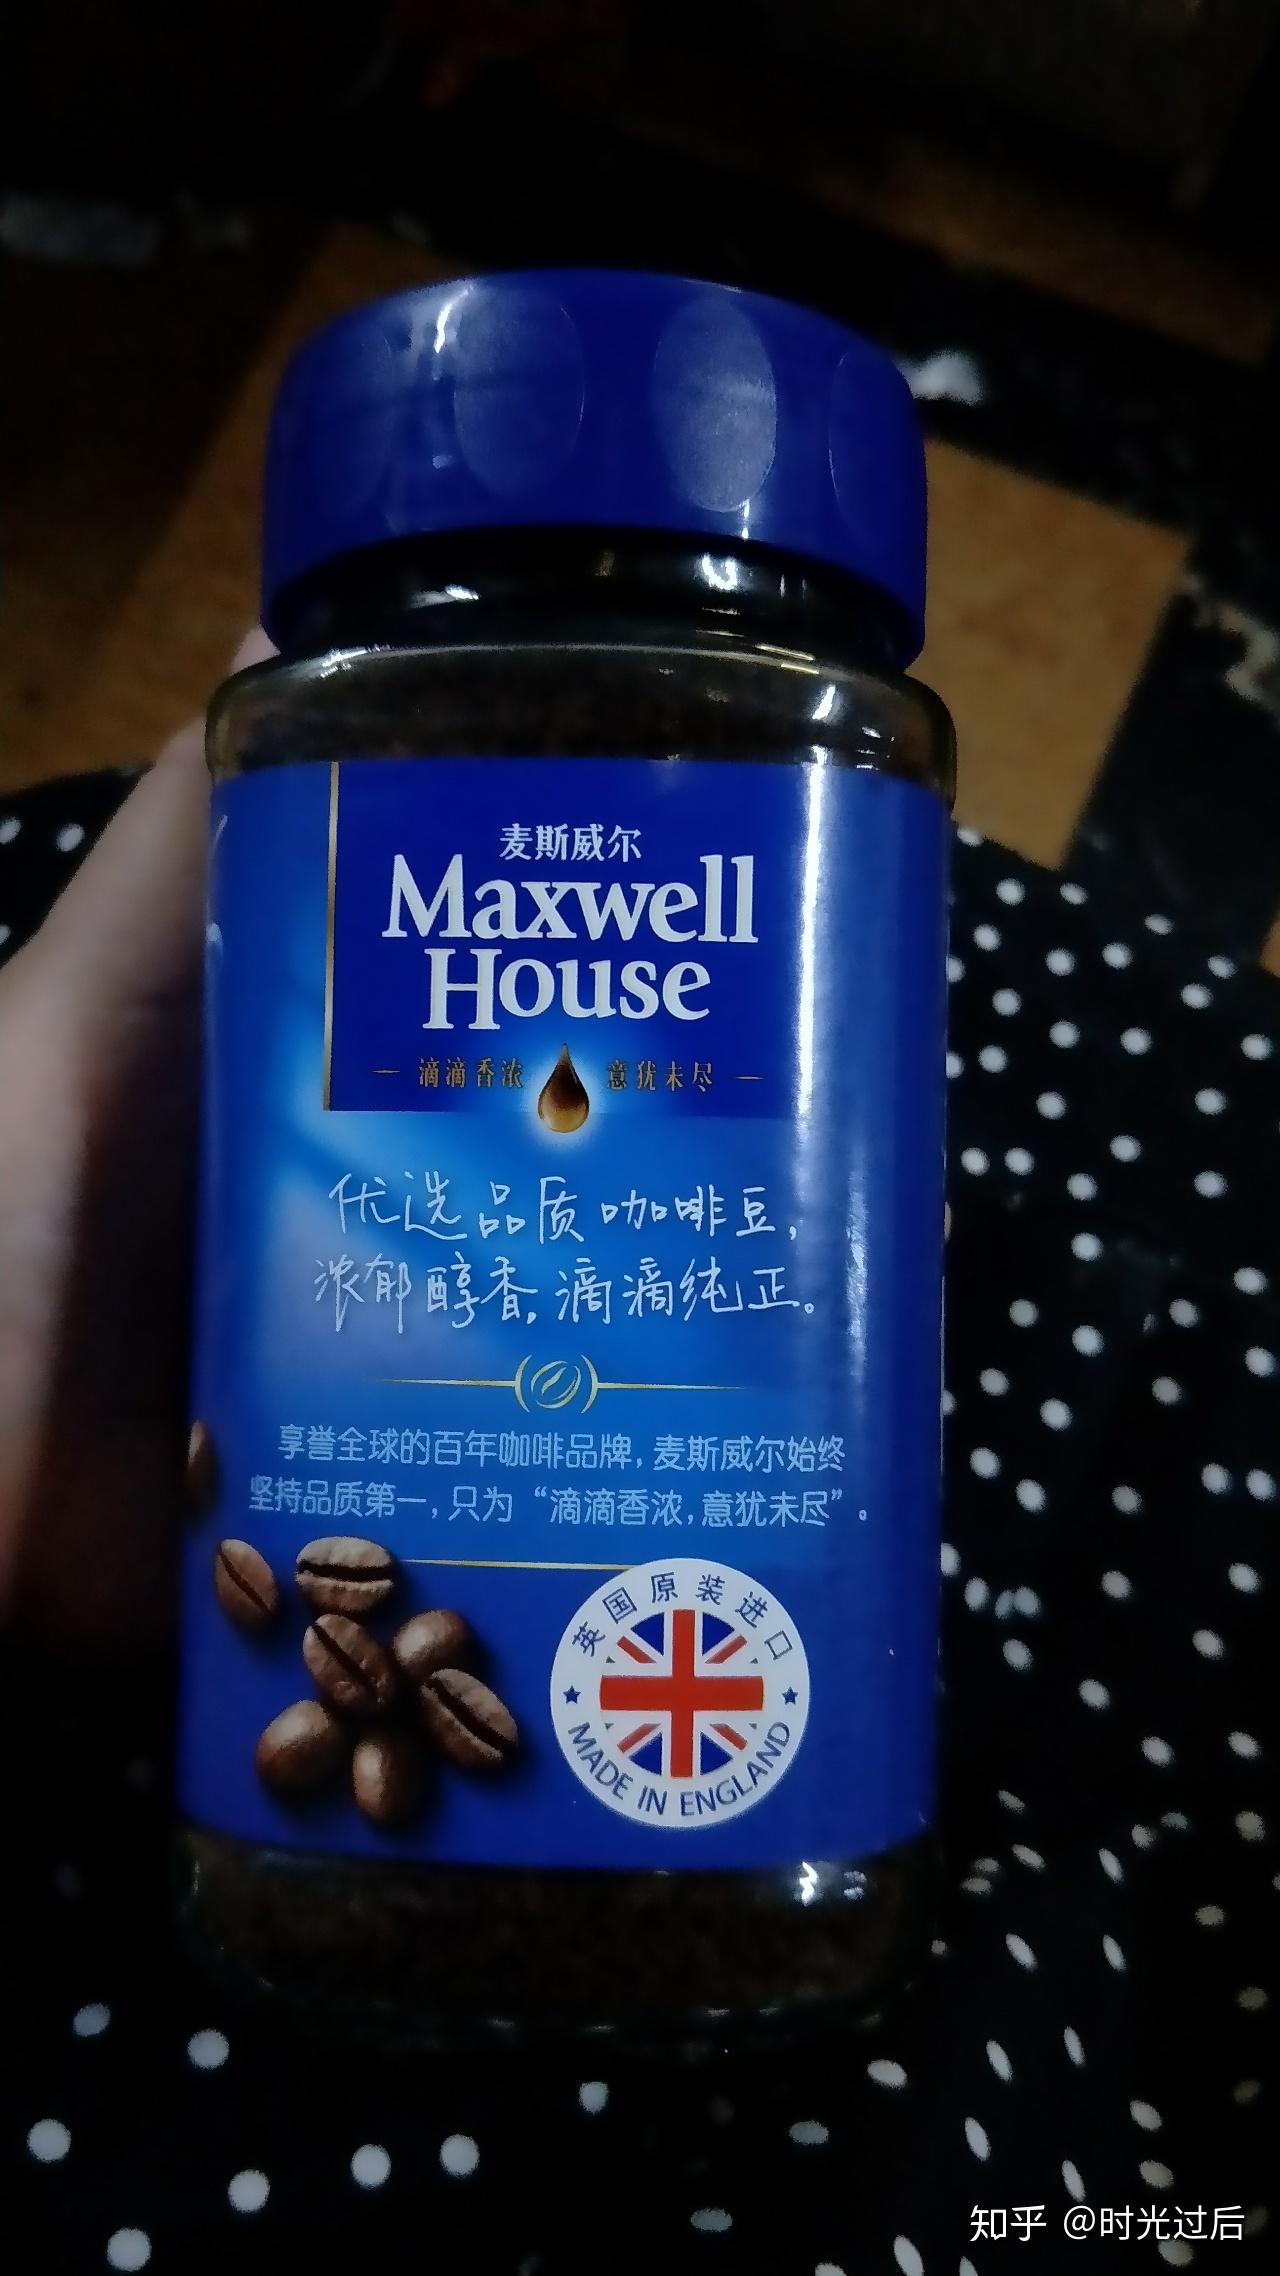 麦斯威尔
Maxwell
House
滴滴香浓 意犹未尽
优选品质咖啡豆,
浓郁醇香,滴滴纯正。
享誉全球的百年咖啡品牌,麦斯威尔始终
坚持品质第一,只为“滴滴香浓,意犹未尽”。
英国原装进口
MADE IN ENGLAND
知乎 @时光过后